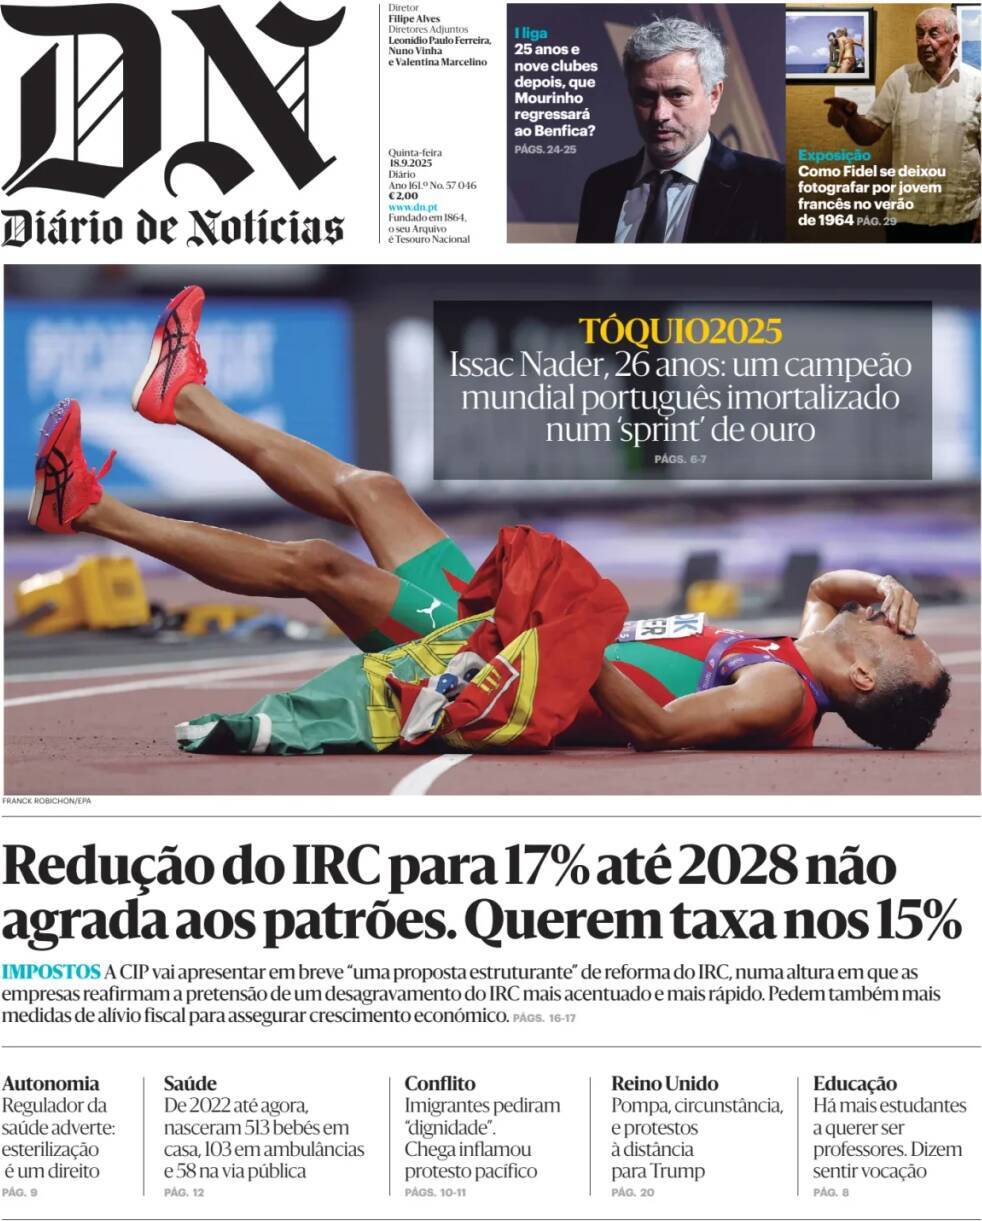 DN
Diário de Notícias
Diretor
Filipe Alves
Diretores Adjuntos
Leonídio Paulo Ferreira,
Nuno Vinha
e Valentina Marcelino
Quinta-feira
18.9.2025
Diário
Ano 161.º No. 57 046
€ 2,00
www.dn.pt
Fundado em 1864,
o seu Arquivo
é Tesouro Nacional
I liga
25 anos e
nove clubes
depois, que
Mourinho
regressará
ao Benfica?
PÁGS. 24-25
Exposição
Como Fidel se deixou
fotografar por jovem
francês no verão
de 1964 PÁG. 29
TÓQUIO2025
Issac Nader, 26 anos: um campeão
mundial português imortalizado
num ‘sprint’ de ouro
PÁGS. 6-7
FRANCK ROBICHON/EPA
Redução do IRC para 17% até 2028 não
agrada aos patrões. Querem taxa nos 15%
IMPOSTOS A CIP vai apresentar em breve “uma proposta estruturante” de reforma do IRC, numa altura em que as
empresas reafirmam a pretensão de um desagravamento do IRC mais acentuado e mais rápido. Pedem também mais
medidas de alívio fiscal para assegurar crescimento económico. PÁGS. 16-17
Autonomia
Regulador da
saúde adverte:
esterilização
é um direito
PÁG. 9
Saúde
De 2022 até agora,
nasceram 513 bebés em
casa, 103 em ambulâncias
e 58 na via pública
PÁG. 12
Conflito
Imigrantes pediram
“dignidade”.
Chega inflamou
protesto pacífico
PÁGS. 10-11
Reino Unido
Pompa, circunstância,
e protestos
à distância
para Trump
PÁG. 20
Educação
Há mais estudantes
a querer ser
professores. Dizem
sentir vocação
PÁG. 8